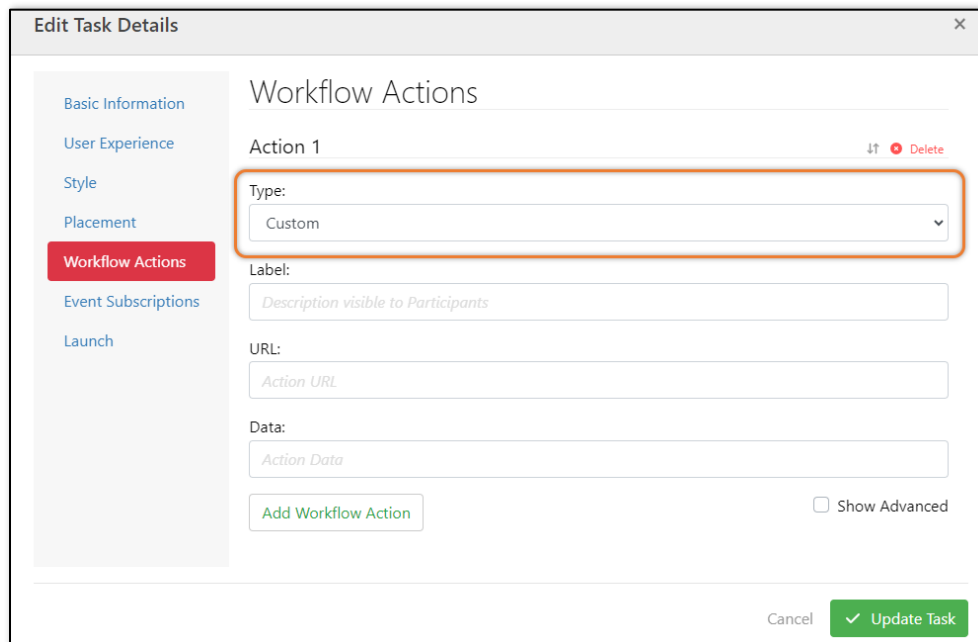 Edit Task Details
Basic Information
User Experience
Style
Placement
Workflow Actions
Event Subscriptions
Launch
Workflow Actions
Action 1
Delete
Type:
Custom
Label:
Description visible to Participants
URL:
Action URL
Data:
Action Data
Add Workflow Action
Show Advanced
Cancel
Update Task